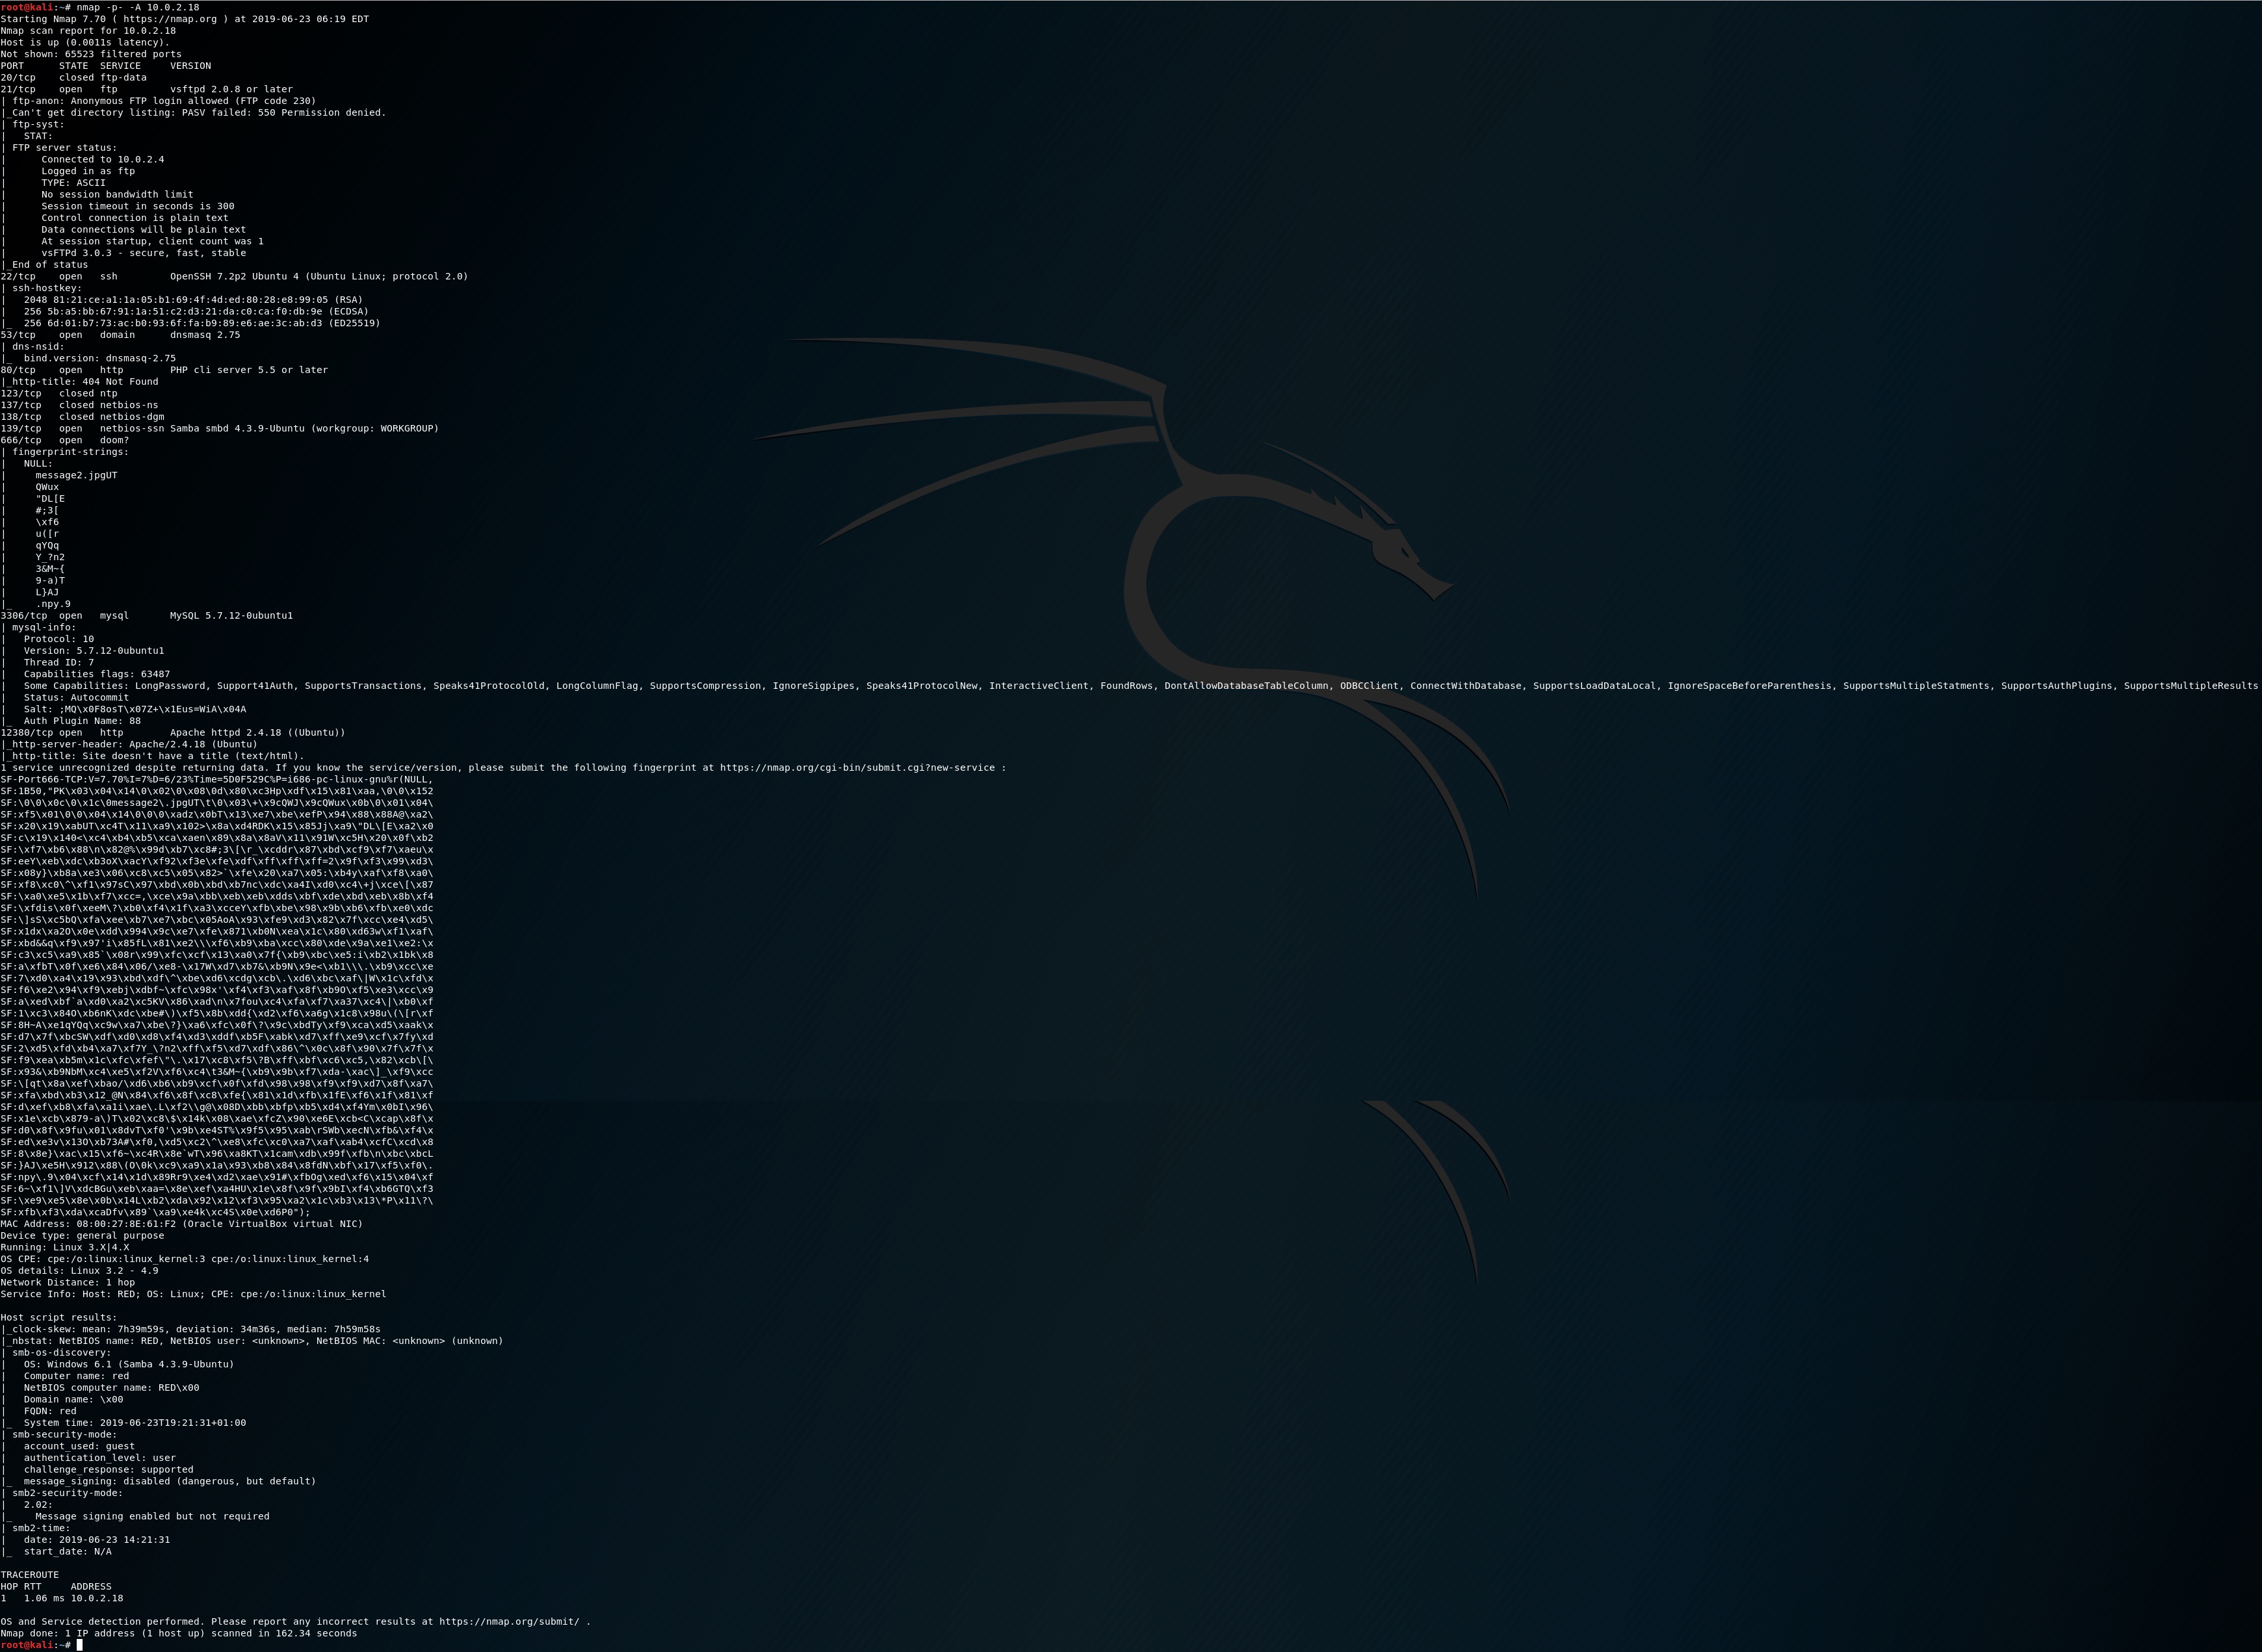 root@kali:~# nmap -p- -A 10.0.2.18
Starting Nmap 7.70 ( https://nmap.org ) at 2019-06-23 06:19 EDT
Nmap scan report for 10.0.2.18
Host is up (0.0011s latency).
Not shown: 65523 filtered ports
PORT      STATE  SERVICE     VERSION
20/tcp    closed ftp-data
21/tcp    open   ftp         vsftpd 2.0.8 or later
| ftp-anon: Anonymous FTP login allowed (FTP code 230)
|_Can't get directory listing: PASV failed: 550 Permission denied.
| ftp-syst:
|   STAT:
| FTP server status:
|      Connected to 10.0.2.4
|      Logged in as ftp
|      TYPE: ASCII
|      No session bandwidth limit
|      Session timeout in seconds is 300
|      Control connection is plain text
|      Data connections will be plain text
|      At session startup, client count was 1
|      vsFTPd 3.0.3 - secure, fast, stable
|_End of status
22/tcp    open   ssh         OpenSSH 7.2p2 Ubuntu 4 (Ubuntu Linux; protocol 2.0)
| ssh-hostkey:
|   2048 81:21:ce:a1:1a:05:b1:69:4f:4d:ed:80:28:e8:99:05 (RSA)
|   256 5b:a5:bb:67:91:1a:51:c2:d3:21:da:c0:ca:f0:db:9e (ECDSA)
|_  256 6d:01:b7:73:ac:b0:93:6f:fa:b9:89:e6:ae:3c:ab:d3 (ED25519)
53/tcp    open   domain      dnsmasq 2.75
| dns-nsid:
|_  bind.version: dnsmasq-2.75
80/tcp    open   http        PHP cli server 5.5 or later
|_http-title: 404 Not Found
123/tcp   closed ntp
137/tcp   closed netbios-ns
138/tcp   closed netbios-dgm
139/tcp   open   netbios-ssn Samba smbd 4.3.9-Ubuntu (workgroup: WORKGROUP)
666/tcp   open   doom?
| fingerprint-strings:
|   NULL:
|     message2.jpgUT
|     QWux
|     "DL[E
|     #;3[
|     \xf6
|     u([r
|     qYQq
|     Y_?n2
|     3&M~{
|     9-a)T
|     L}AJ
|_    .npy.9
3306/tcp  open   mysql       MySQL 5.7.12-0ubuntu1
| mysql-info:
|   Protocol: 10
|   Version: 5.7.12-0ubuntu1
|   Thread ID: 7
|   Capabilities flags: 63487
|   Some Capabilities: LongPassword, Support41Auth, SupportsTransactions, Speaks41ProtocolOld, LongColumnFlag, SupportsCompression, IgnoreSigpipes, Speaks41ProtocolNew, InteractiveClient, FoundRows, DontAllowDatabaseTableColumn, ODBCClient, ConnectWithDatabase, SupportsLoadDataLocal, IgnoreSpaceBeforeParenthesis, SupportsMultipleStatments, SupportsAuthPlugins, SupportsMultipleResults
|   Status: Autocommit
|   Salt: ;MQ\x0F8osT\x07Z+\x1Eus=WiA\x04A
|_  Auth Plugin Name: 88
12380/tcp open   http        Apache httpd 2.4.18 ((Ubuntu))
|_http-server-header: Apache/2.4.18 (Ubuntu)
|_http-title: Site doesn't have a title (text/html).
1 service unrecognized despite returning data. If you know the service/version, please submit the following fingerprint at https://nmap.org/cgi-bin/submit.cgi?new-service :
SF-Port666-TCP:V=7.70%I=7%D=6/23%Time=5D0F529C%P=i686-pc-linux-gnu%r(NULL,
SF:1B50,"PK\x03\x04\x14\0\x02\0\x08\0d\x80\xc3Hp\xdf\x15\x81\xaa,\0\0\x152
SF:\0\0\x0c\0\x1c\0message2\.jpgUT\t\0\x03\+\x9cQWJ\x9cQWux\x0b\0\x01\x04\
SF:xf5\x01\0\0\x04\x14\0\0\0\xadz\x0bT\x13\xe7\xbe\xefP\x94\x88\x88A@\xa2\
SF:x20\x19\xabUT\xc4T\x11\xa9\x102>\x8a\xd4RDK\x15\x85Jj\xa9\"DL\[E\xa2\x0
SF:c\x19\x140<\xc4\xb4\xb5\xca\xaen\x89\x8a\x8aV\x11\x91W\xc5H\x20\x0f\xb2
SF:\xf7\xb6\x88\n\x82@%\x99d\xb7\xc8#;3\[\r_\xcddr\x87\xbd\xcf9\xf7\xaeu\x
SF:eeY\xeb\xdc\xb3oX\xacY\xf92\xf3e\xfe\xdf\xff\xff\xff=2\x9f\xf3\x99\xd3\
SF:x08y}\xb8a\xe3\x06\xc8\xc5\x05\x82>`\xfe\x20\xa7\x05:\xb4y\xaf\xf8\xa0\
SF:xf8\xc0\^\xf1\x97sC\x97\xbd\x0b\xbd\xb7nc\xdc\xa4I\xd0\xc4\+j\xce\[\x87
SF:\xa0\xe5\x1b\xf7\xcc=,\xce\x9a\xbb\xeb\xeb\xdds\xbf\xde\xbd\xeb\x8b\xf4
SF:\xfdis\x0f\xeeM\?\xb0\xf4\x1f\xa3\xcceY\xfb\xbe\x98\x9b\xb6\xfb\xe0\xdc
SF:\]sS\xc5bQ\xfa\xee\xb7\xe7\xbc\x05AoA\x93\xfe9\xd3\x82\x7f\xcc\xe4\xd5\
SF:x1dx\xa2O\x0e\xdd\x994\x9c\xe7\xfe\x871\xb0N\xea\x1c\x80\xd63w\xf1\xaf\
SF:xbd&&q\xf9\x97'i\x85fL\x81\xe2\\\xf6\xb9\xba\xcc\x80\xde\x9a\xe1\xe2:\x
SF:c3\xc5\xa9\x85`\x08r\x99\xfc\xcf\x13\xa0\x7f{\xb9\xbc\xe5:i\xb2\x1bk\x8
SF:a\xfbT\x0f\xe6\x84\x06/\xe8-\x17W\xd7\xb7&\xb9N\x9e<\xb1\\\.\xb9\xcc\xe
SF:7\xd0\xa4\x19\x93\xbd\xdf\^\xbe\xd6\xcdg\xcb\.\xd6\xbc\xaf\|W\x1c\xfd\x
SF:f6\xe2\x94\xf9\xebj\xdbf~\xfc\x98x'\xf4\xf3\xaf\x8f\xb9O\xf5\xe3\xcc\x9
SF:a\xed\xbf`a\xd0\xa2\xc5KV\x86\xad\n\x7fou\xc4\xfa\xf7\xa37\xc4\|\xb0\xf
SF:1\xc3\x84O\xb6nK\xdc\xbe#\)\xf5\x8b\xdd{\xd2\xf6\xa6g\x1c8\x98u\(\[r\xf
SF:8H~A\xe1qYQq\xc9w\xa7\xbe\?}\xa6\xfc\x0f\?\x9c\xbdTy\xf9\xca\xd5\xaak\x
SF:d7\x7f\xbcSW\xdf\xd0\xd8\xf4\xd3\xddf\xb5F\xabk\xd7\xff\xe9\xcf\x7fy\xd
SF:2\xd5\xfd\xb4\xa7\xf7Y_\?n2\xff\xf5\xd7\xdf\x86\^\x0c\x8f\x90\x7f\x7f\x
SF:f9\xea\xb5m\x1c\xfc\xfef\"\.\x17\xc8\xf5\?B\xff\xbf\xc6\xc5,\x82\xcb\[\
SF:x93&\xb9NbM\xc4\xe5\xf2V\xf6\xc4\t3&M~{\xb9\x9b\xf7\xda-\xac\]_\xf9\xcc
SF:\[qt\x8a\xef\xbao/\xd6\xb6\xb9\xcf\x0f\xfd\x98\x98\xf9\xf9\xd7\x8f\xa7\
SF:xfa\xbd\xb3\x12_@N\x84\xf6\x8f\xc8\xfe{\x81\x1d\xfb\x1fE\xf6\x1f\x81\xf
SF:d\xef\xb8\xfa\xa1i\xae\.L\xf2\\g@\x08D\xbb\xbfp\xb5\xd4\xf4Ym\x0bI\x96\
SF:x1e\xcb\x879-a\)T\x02\xc8\$\x14k\x08\xae\xfcZ\x90\xe6E\xcb<C\xcap\x8f\x
SF:d0\x8f\x9fu\x01\x8dvT\xf0'\x9b\xe4ST%\x9f5\x95\xab\rSWb\xecN\xfb&\xf4\x
SF:ed\xe3v\x13O\xb73A#\xf0,\xd5\xc2\^\xe8\xfc\xc0\xa7\xaf\xab4\xcfC\xcd\x8
SF:8\x8e}\xac\x15\xf6~\xc4R\x8e`wT\x96\xa8KT\x1cam\xdb\x99f\xfb\n\xbc\xbcL
SF:}AJ\xe5H\x912\x88\(O\0k\xc9\xa9\x1a\x93\xb8\x84\x8fdN\xbf\x17\xf5\xf0\.
SF:npy\.9\x04\xcf\x14\x1d\x89Rr9\xe4\xd2\xae\x91#\xfbOg\xed\xf6\x15\x04\xf
SF:6~\xf1\]V\xdcBGu\xeb\xaa=\x8e\xef\xa4HU\x1e\x8f\x9f\x9bI\xf4\xb6GTQ\xf3
SF:\xe9\xe5\x8e\x0b\x14L\xb2\xda\x92\x12\xf3\x95\xa2\x1c\xb3\x13\*P\x11\?\
SF:xfb\xf3\xda\xcaDfv\x89`\xa9\xe4k\xc4S\x0e\xd6P0");
MAC Address: 08:00:27:8E:61:F2 (Oracle VirtualBox virtual NIC)
Device type: general purpose
Running: Linux 3.X|4.X
OS CPE: cpe:/o:linux:linux_kernel:3 cpe:/o:linux:linux_kernel:4
OS details: Linux 3.2 - 4.9
Network Distance: 1 hop
Service Info: Host: RED; OS: Linux; CPE: cpe:/o:linux:linux_kernel
Host script results:
|_clock-skew: mean: 7h39m59s, deviation: 34m36s, median: 7h59m58s
|_nbstat: NetBIOS name: RED, NetBIOS user: <unknown>, NetBIOS MAC: <unknown> (unknown)
| smb-os-discovery:
|   OS: Windows 6.1 (Samba 4.3.9-Ubuntu)
|   Computer name: red
|   NetBIOS computer name: RED\x00
|   Domain name: \x00
|   FQDN: red
|_  System time: 2019-06-23T19:21:31+01:00
| smb-security-mode:
|   account_used: guest
|   authentication_level: user
|   challenge_response: supported
|_  message_signing: disabled (dangerous, but default)
| smb2-security-mode:
|   2.02:
|_    Message signing enabled but not required
| smb2-time:
|   date: 2019-06-23 14:21:31
|_  start_date: N/A
TRACEROUTE
HOP RTT     ADDRESS
1   1.06 ms 10.0.2.18
OS and Service detection performed. Please report any incorrect results at https://nmap.org/submit/ .
Nmap done: 1 IP address (1 host up) scanned in 162.34 seconds
root@kali:~#